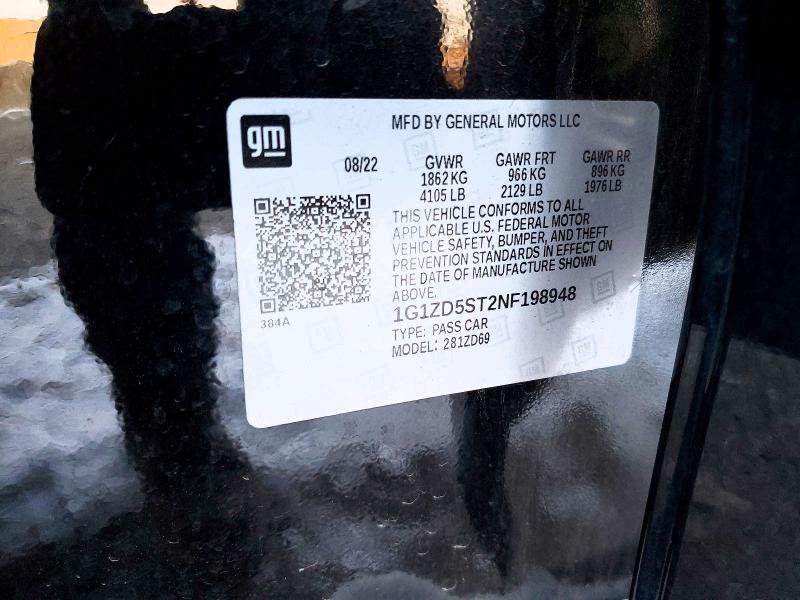 gm
MFD BY GENERAL MOTORS LLC
08/22 GVWR GAWR FRT GAWR RR
1862 KG 966 KG 896 KG
4105 LB 2129 LB 1976 LB
THIS VEHICLE CONFORMS TO ALL
APPLICABLE U.S. FEDERAL MOTOR
VEHICLE SAFETY, BUMPER, AND THEFT
PREVENTION STANDARDS IN EFFECT ON
THE DATE OF MANUFACTURE SHOWN
ABOVE.
1G1ZD5ST2NF198948
384A
TYPE: PASS CAR
MODEL: 281ZD69